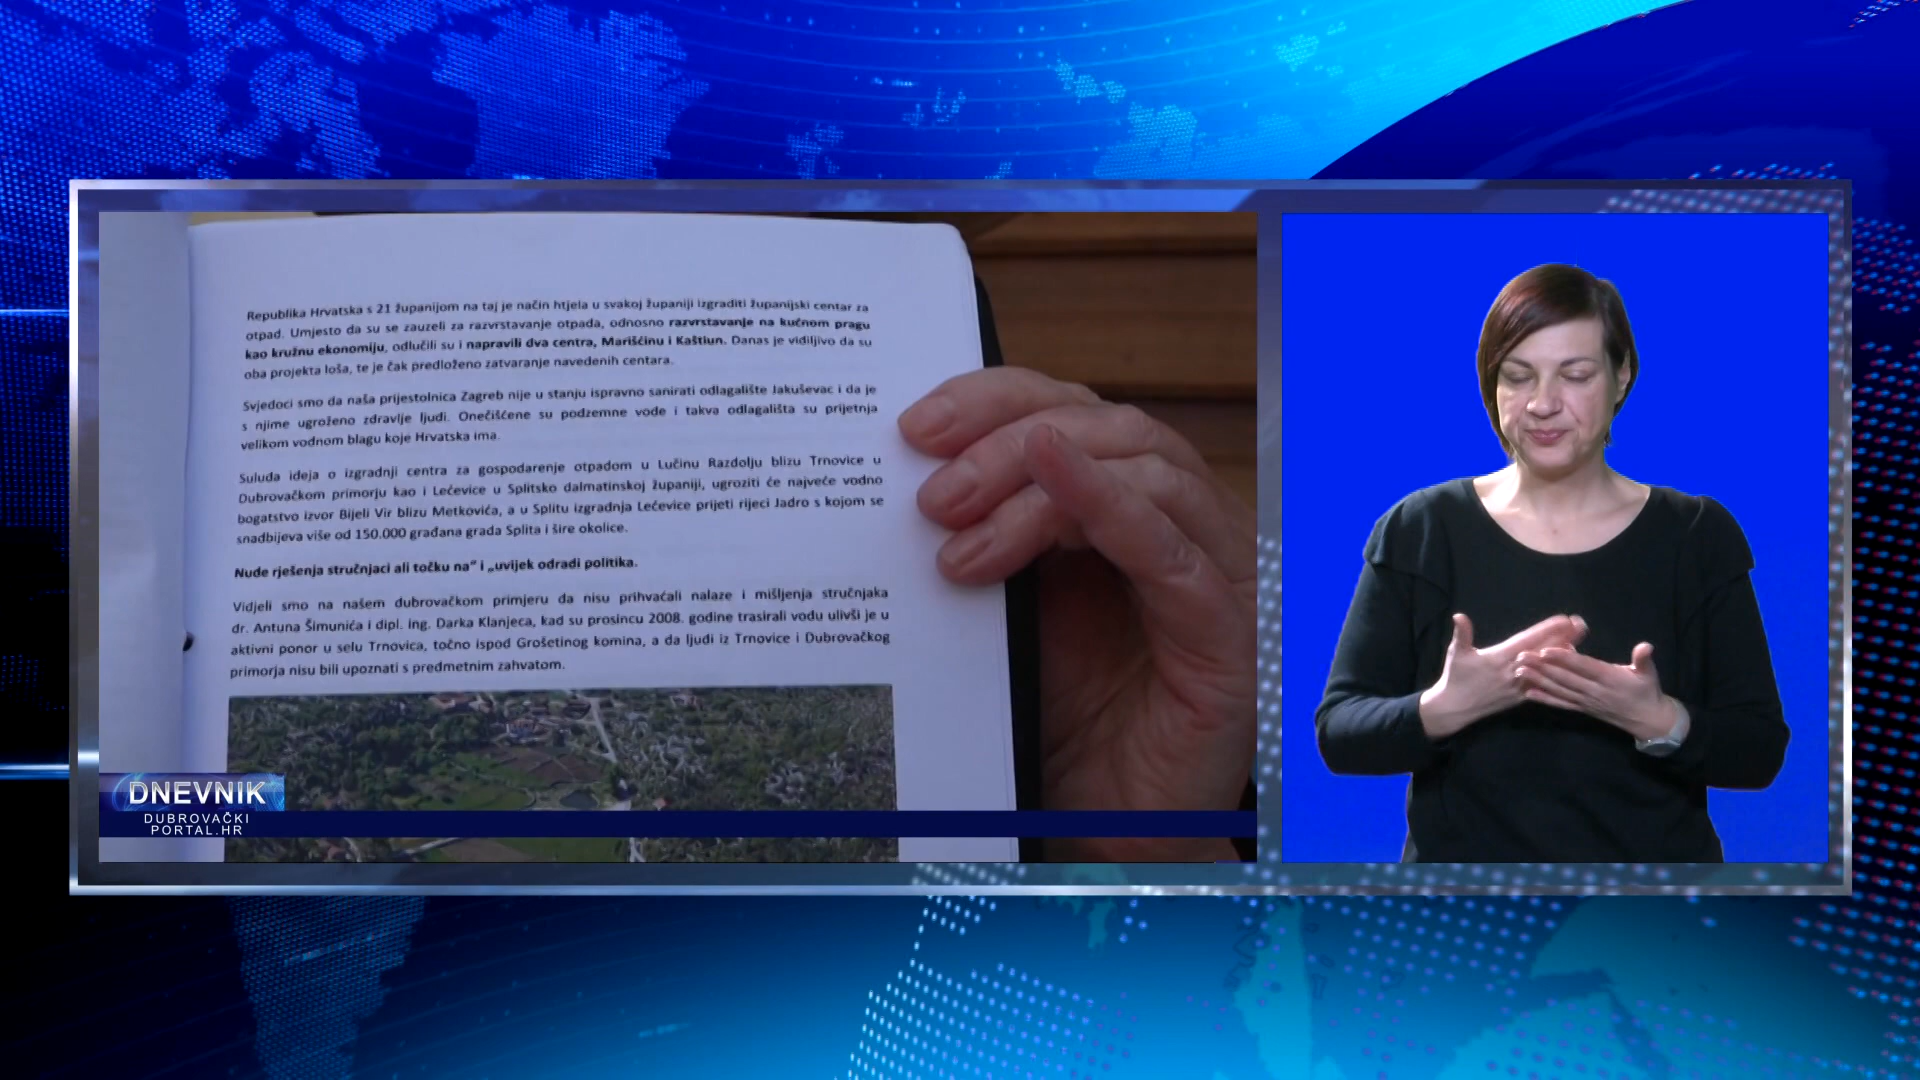 Republika Hrvatska s 21 županijom na taj je način htjela u svakoj županiji izgraditi županijski centar za
otpad. Umjesto da su se zauzeli za razvrstavanje otpada, odnosno razvrstavanje na kućnom pragu
kao kružnu ekonomiju, odlučili su i napravili dva centra, Marišćinu i Kaštiun. Danas je vidiljivo da su
oba projekta loša, te je čak predloženo zatvaranje navedenih centara.
Svjedoci smo da naša prijestolnica Zagreb nije u stanju ispravno sanirati odlagalište Jakuševac i da je
s njime ugroženo zdravlje ljudi. Onečišćene su podzemne vode i takva odlagališta su prijetnja
velikom vodnom blagu koje Hrvatska ima.
Suluda ideja o izgradnji centra za gospodarenje otpadom u Lučinu Razdolju blizu Trnovice u
Dubrovačkom primorju kao i Lećevice u Splitsko dalmatinskoj županiji, ugroziti će najveće vodno
bogatstvo izvor Bijeli Vir blizu Metkovića, a u Splitu izgradnja Lećevice prijeti rijeci Jadro s kojom se
snadbijeva više od 150.000 građana grada Splita i šire okolice.
Nude rješenja stručnjaci ali točku na“ i „uvijek odradi politika.
Vidjeli smo na našem dubrovačkom primjeru da nisu prihvaćali nalaze i mišljenja stručnjaka
dr. Antuna Šimunića i dipl. ing. Darka Klanjeca, kad su prosincu 2008. godine trasirali vodu ulivši je u
aktivni ponor u selu Trnovica, točno ispod Grošetinog komina, a da ljudi iz Trnovice i Dubrovačkog
primorja nisu bili upoznati s predmetnim zahvatom.
DNEVNIK
DUBROVAČKI
PORTAL.HR